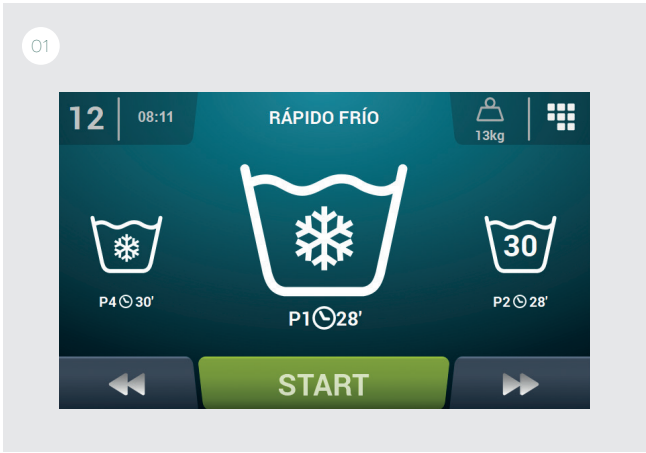 01
12
08:11
RÁPIDO FRÍO
13kg
30
P4 30'
P1 28'
P2 28'
START